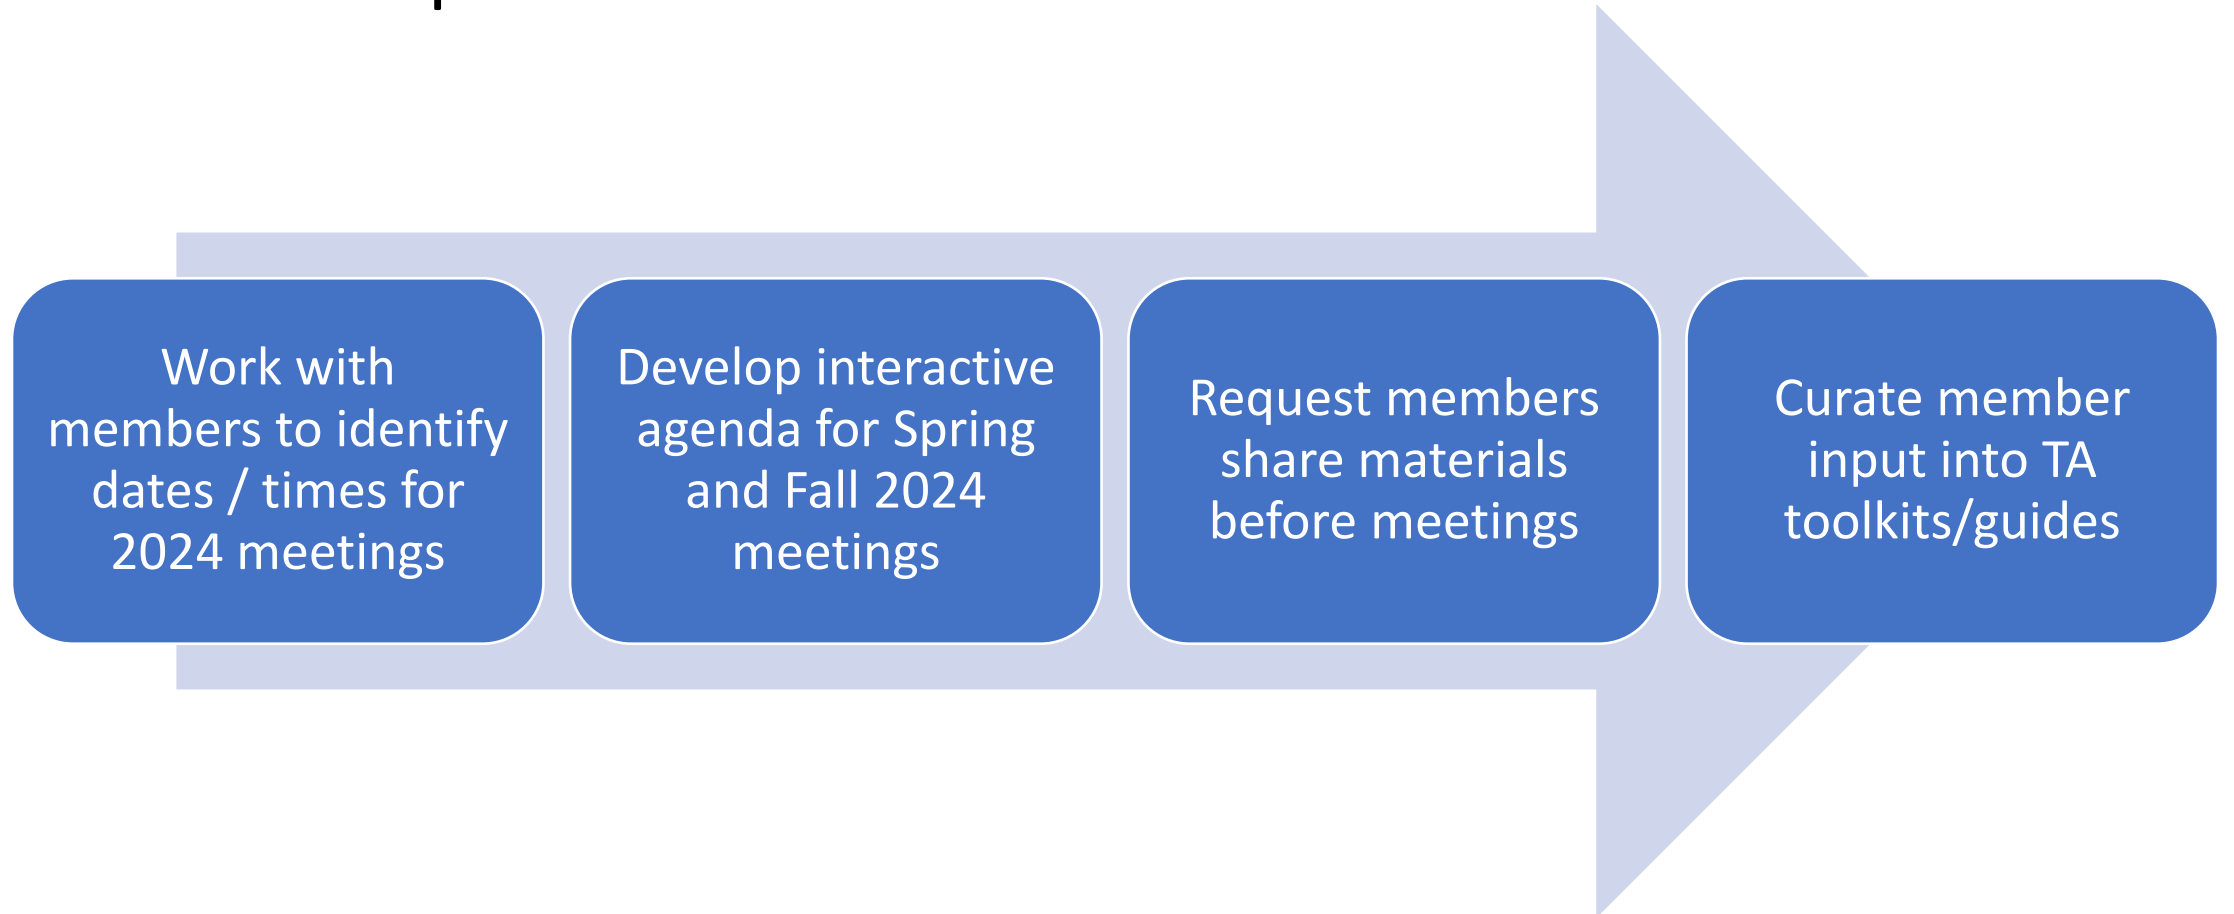 Work with
members to identify
dates / times for
2024 meetings
Develop interactive
agenda for Spring
and Fall 2024
meetings
Request members
share materials
before meetings
Curate member
input into TA
toolkits/guides